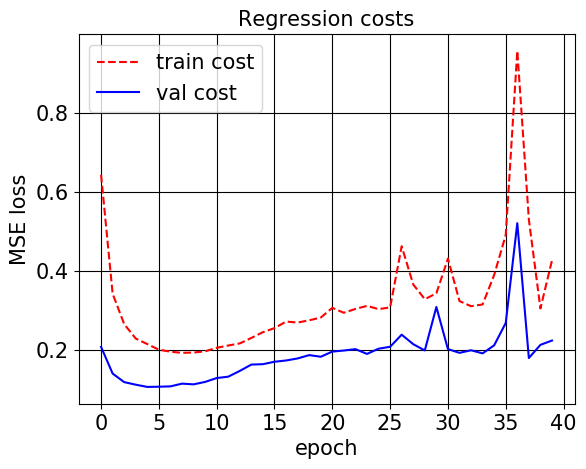 Regression costs
train cost
val cost
0.8
0.6
0.4
0.2
MSE loss
0 5 10 15 20 25 30 35 40
epoch